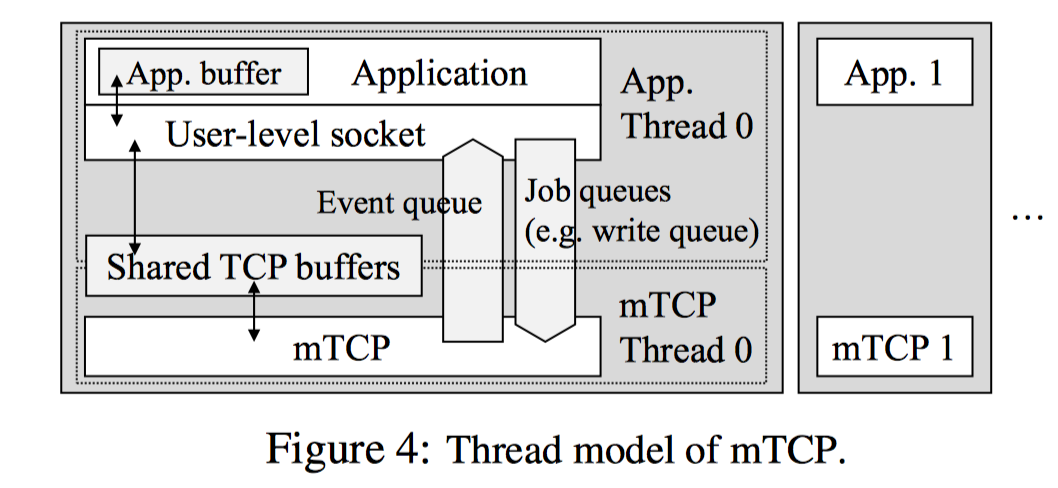 App. buffer
Application
User-level socket
App.
Thread 0
Event queue
Job queues
(e.g. write queue)
Shared TCP buffers
mTCP
mTCP
Thread 0
App. 1
mTCP 1
...
Figure 4: Thread model of mTCP.